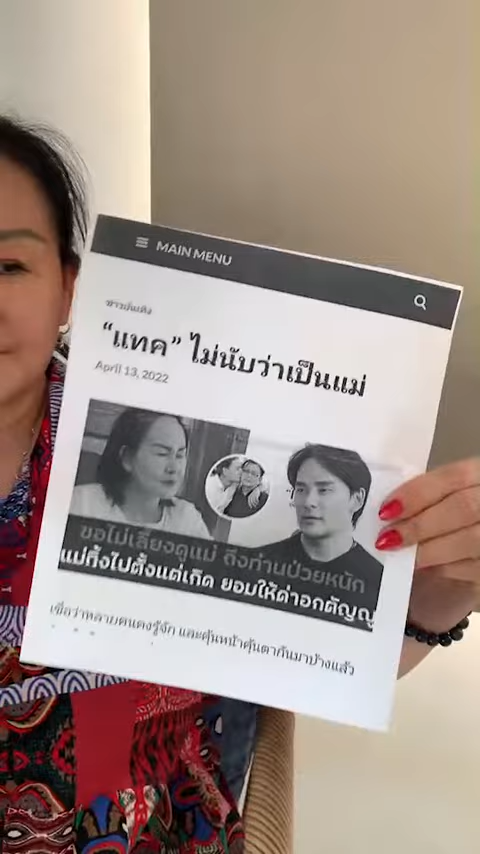 MAIN MENU
ข่าวบันเทิง
“แทค” ไม่นับว่าเป็นแม่
April 13, 2022
ขอไม่เลี้ยงดูแม่ ถึงท่านป่วยหนัก
แม่ทิ้งไปตั้งแต่เกิด ยอมให้ด่าอกตัญญู
เชื่อว่าหลายคนคงรู้จัก และคุ้นหน้าคุ้นตากันมาบ้างแล้ว